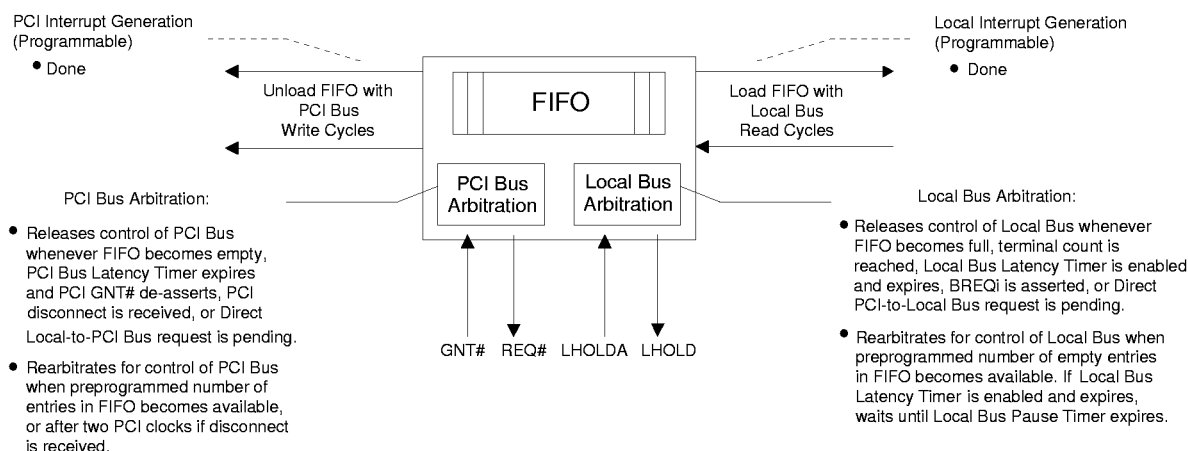 PCI Interrupt Generation
(Programmable)
• Done
Unload FIFO with
PCI Bus
Write Cycles
FIFO
Load FIFO with
Local Bus
Read Cycles
Local Interrupt Generation
(Programmable)
• Done
PCI Bus
Arbitration
Local Bus
Arbitration
GNT# REQ# LHOLDA LHOLD
PCI Bus Arbitration:
• Releases control of PCI Bus
whenever FIFO becomes empty,
PCI Bus Latency Timer expires
and PCI GNT# de-asserts, PCI
disconnect is received, or Direct
Local-to-PCI Bus request is pending.
• Rearbitrates for control of PCI Bus
when preprogrammed number of
entries in FIFO becomes available,
or after two PCI clocks if disconnect
is received.
Local Bus Arbitration:
• Releases control of Local Bus whenever
FIFO becomes full, terminal count is
reached, Local Bus Latency Timer is enabled
and expires, BREQi is asserted, or Direct
PCI-to-Local Bus request is pending.
• Rearbitrates for control of Local Bus when
preprogrammed number of empty entries
in FIFO becomes available. If Local Bus
Latency Timer is enabled and expires,
waits until Local Bus Pause Timer expires.